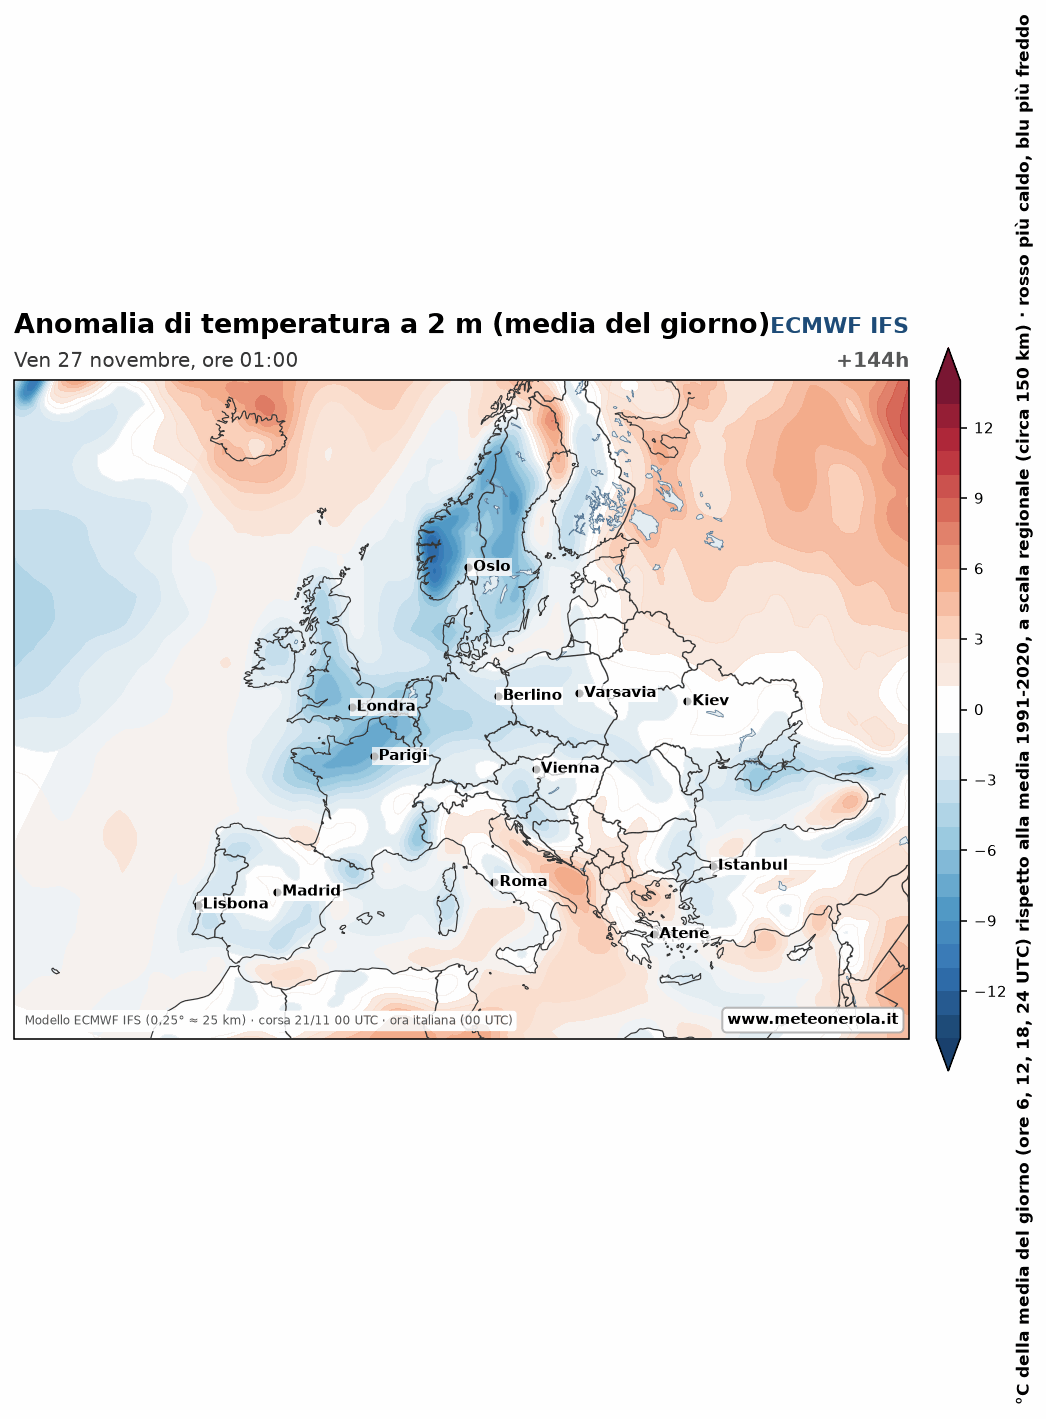 Anomalia di temperatura a 2 m (media del giorno)
ECMWF IFS
Ven 27 novembre, ore 01:00
+144h
Oslo
Londra
Berlino
Varsavia
Kiev
Parigi
Vienna
Istanbul
Madrid
Roma
Lisbona
Atene
Modello ECMWF IFS (0,25° ≈ 25 km) · corsa 21/11 00 UTC · ora italiana (00 UTC)
www.meteonerola.it
12
9
6
3
0
−3
−6
−9
−12
°C della media del giorno (ore 6, 12, 18, 24 UTC) rispetto alla media 1991-2020, a scala regionale (circa 150 km) · rosso più caldo, blu più freddo